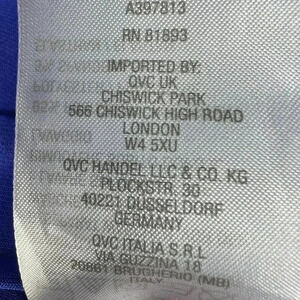 A397813
RN 81893
IMPORTED BY:
QVC UK
CHISWICK PARK
566 CHISWICK HIGH ROAD
LONDON
W4 5XU
QVC HANDEL LLC & CO. KG
PLOCKSTR. 30
40221 DUSSELDORF
GERMANY
QVC ITALIA S R L
VIA GUZZINA 18
20861 BRUGHERIO (MB)